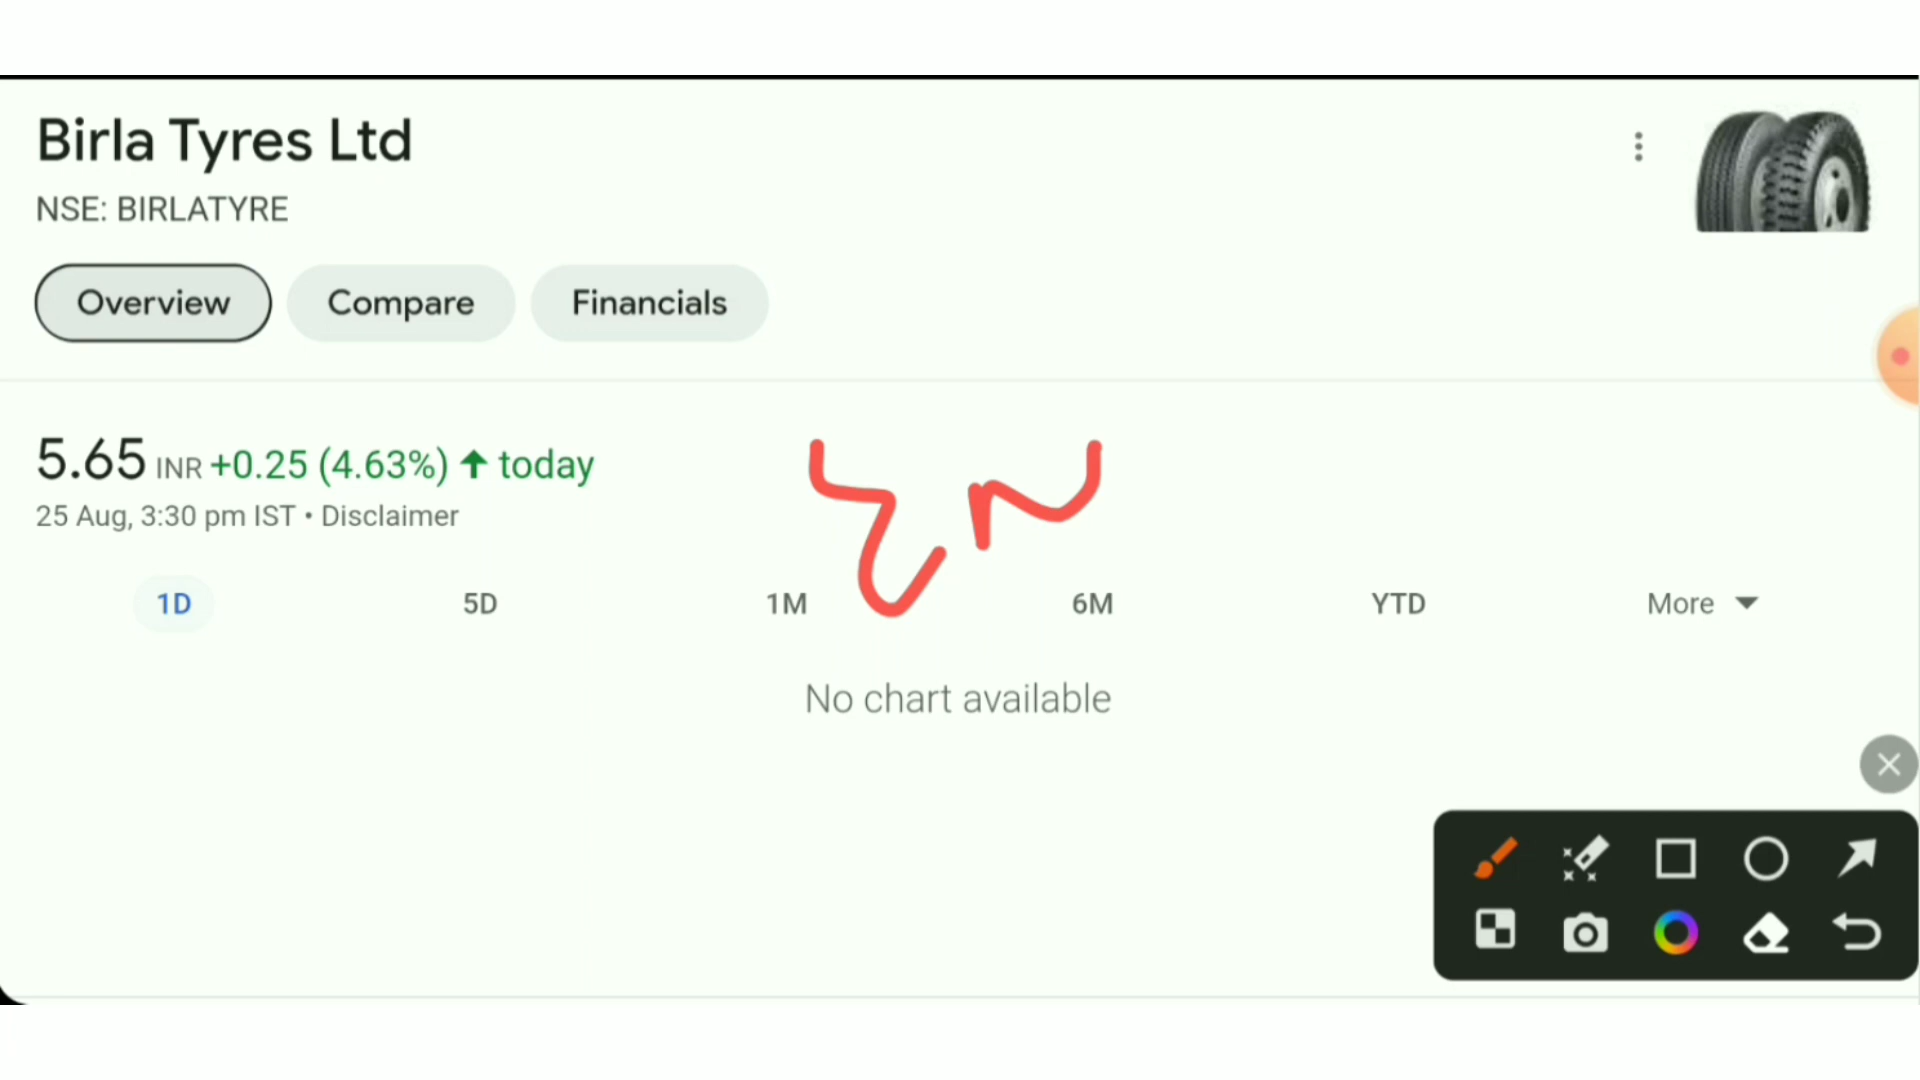 Birla Tyres Ltd
NSE: BIRLATYRE
Overview Compare Financials
5.65 INR +0.25 (4.63%) ↑ today
25 Aug, 3:30 pm IST • Disclaimer
1D 5D 1M 6M YTD More
No chart available